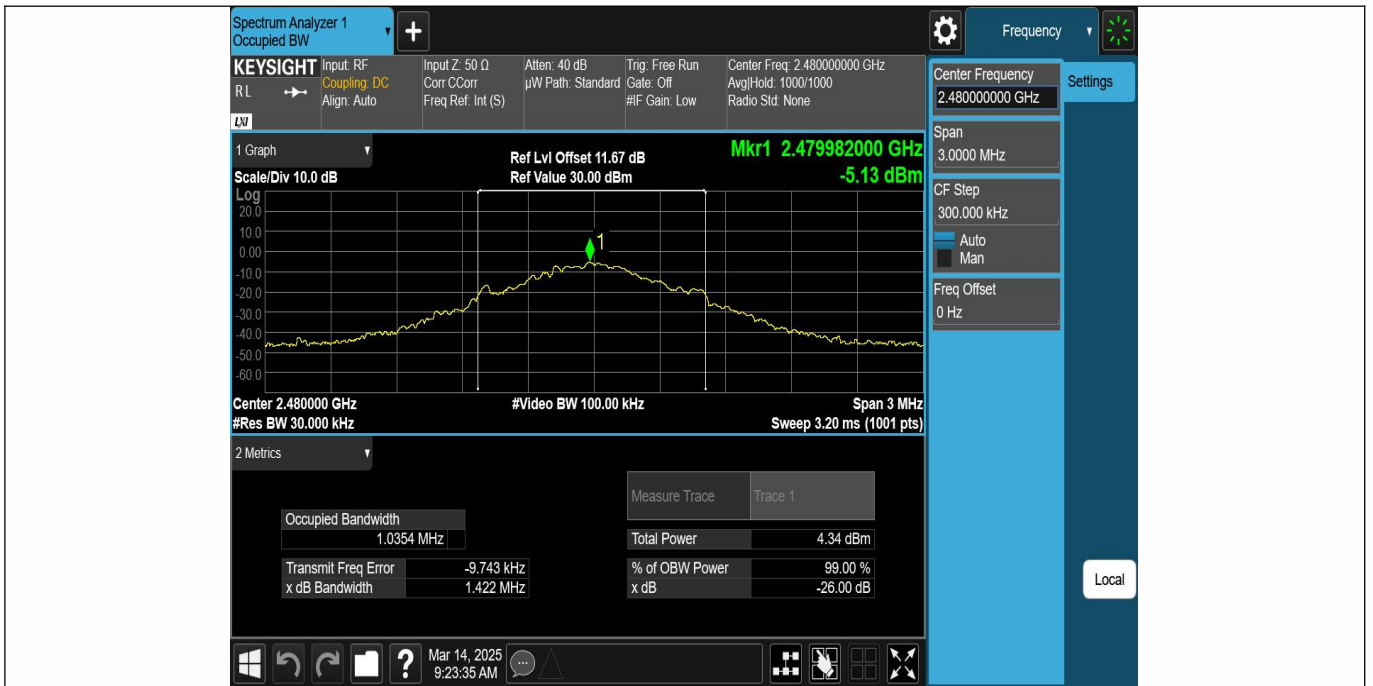 Spectrum Analyzer 1
Occupied BW
+
Frequency
KEYSIGHT
RL
LXI
Input: RF
Coupling: DC
Align: Auto
Input Z: 50 Ω
Corr CCorr
Freq Ref: Int (S)
Atten: 40 dB
µW Path: Standard
Trig: Free Run
Gate: Off
#IF Gain: Low
Center Freq: 2.480000000 GHz
Avg|Hold: 1000/1000
Radio Std: None
Center Frequency
2.480000000 GHz
Settings
Span
3.0000 MHz
CF Step
300.000 kHz
Auto
Man
Freq Offset
0 Hz
Local
1 Graph
Scale/Div 10.0 dB
Ref Lvl Offset 11.67 dB
Ref Value 30.00 dBm
Mkr1 2.479982000 GHz
-5.13 dBm
Log
20.0
10.0
0.00
-10.0
-20.0
-30.0
-40.0
-50.0
-60.0
1
Center 2.480000 GHz
#Video BW 100.00 kHz
Span 3 MHz
#Res BW 30.000 kHz
Sweep 3.20 ms (1001 pts)
2 Metrics
Measure Trace Trace 1
Occupied Bandwidth
1.0354 MHz
Total Power 4.34 dBm
Transmit Freq Error -9.743 kHz
% of OBW Power 99.00 %
x dB Bandwidth 1.422 MHz
x dB -26.00 dB
?
Mar 14, 2025
9:23:35 AM